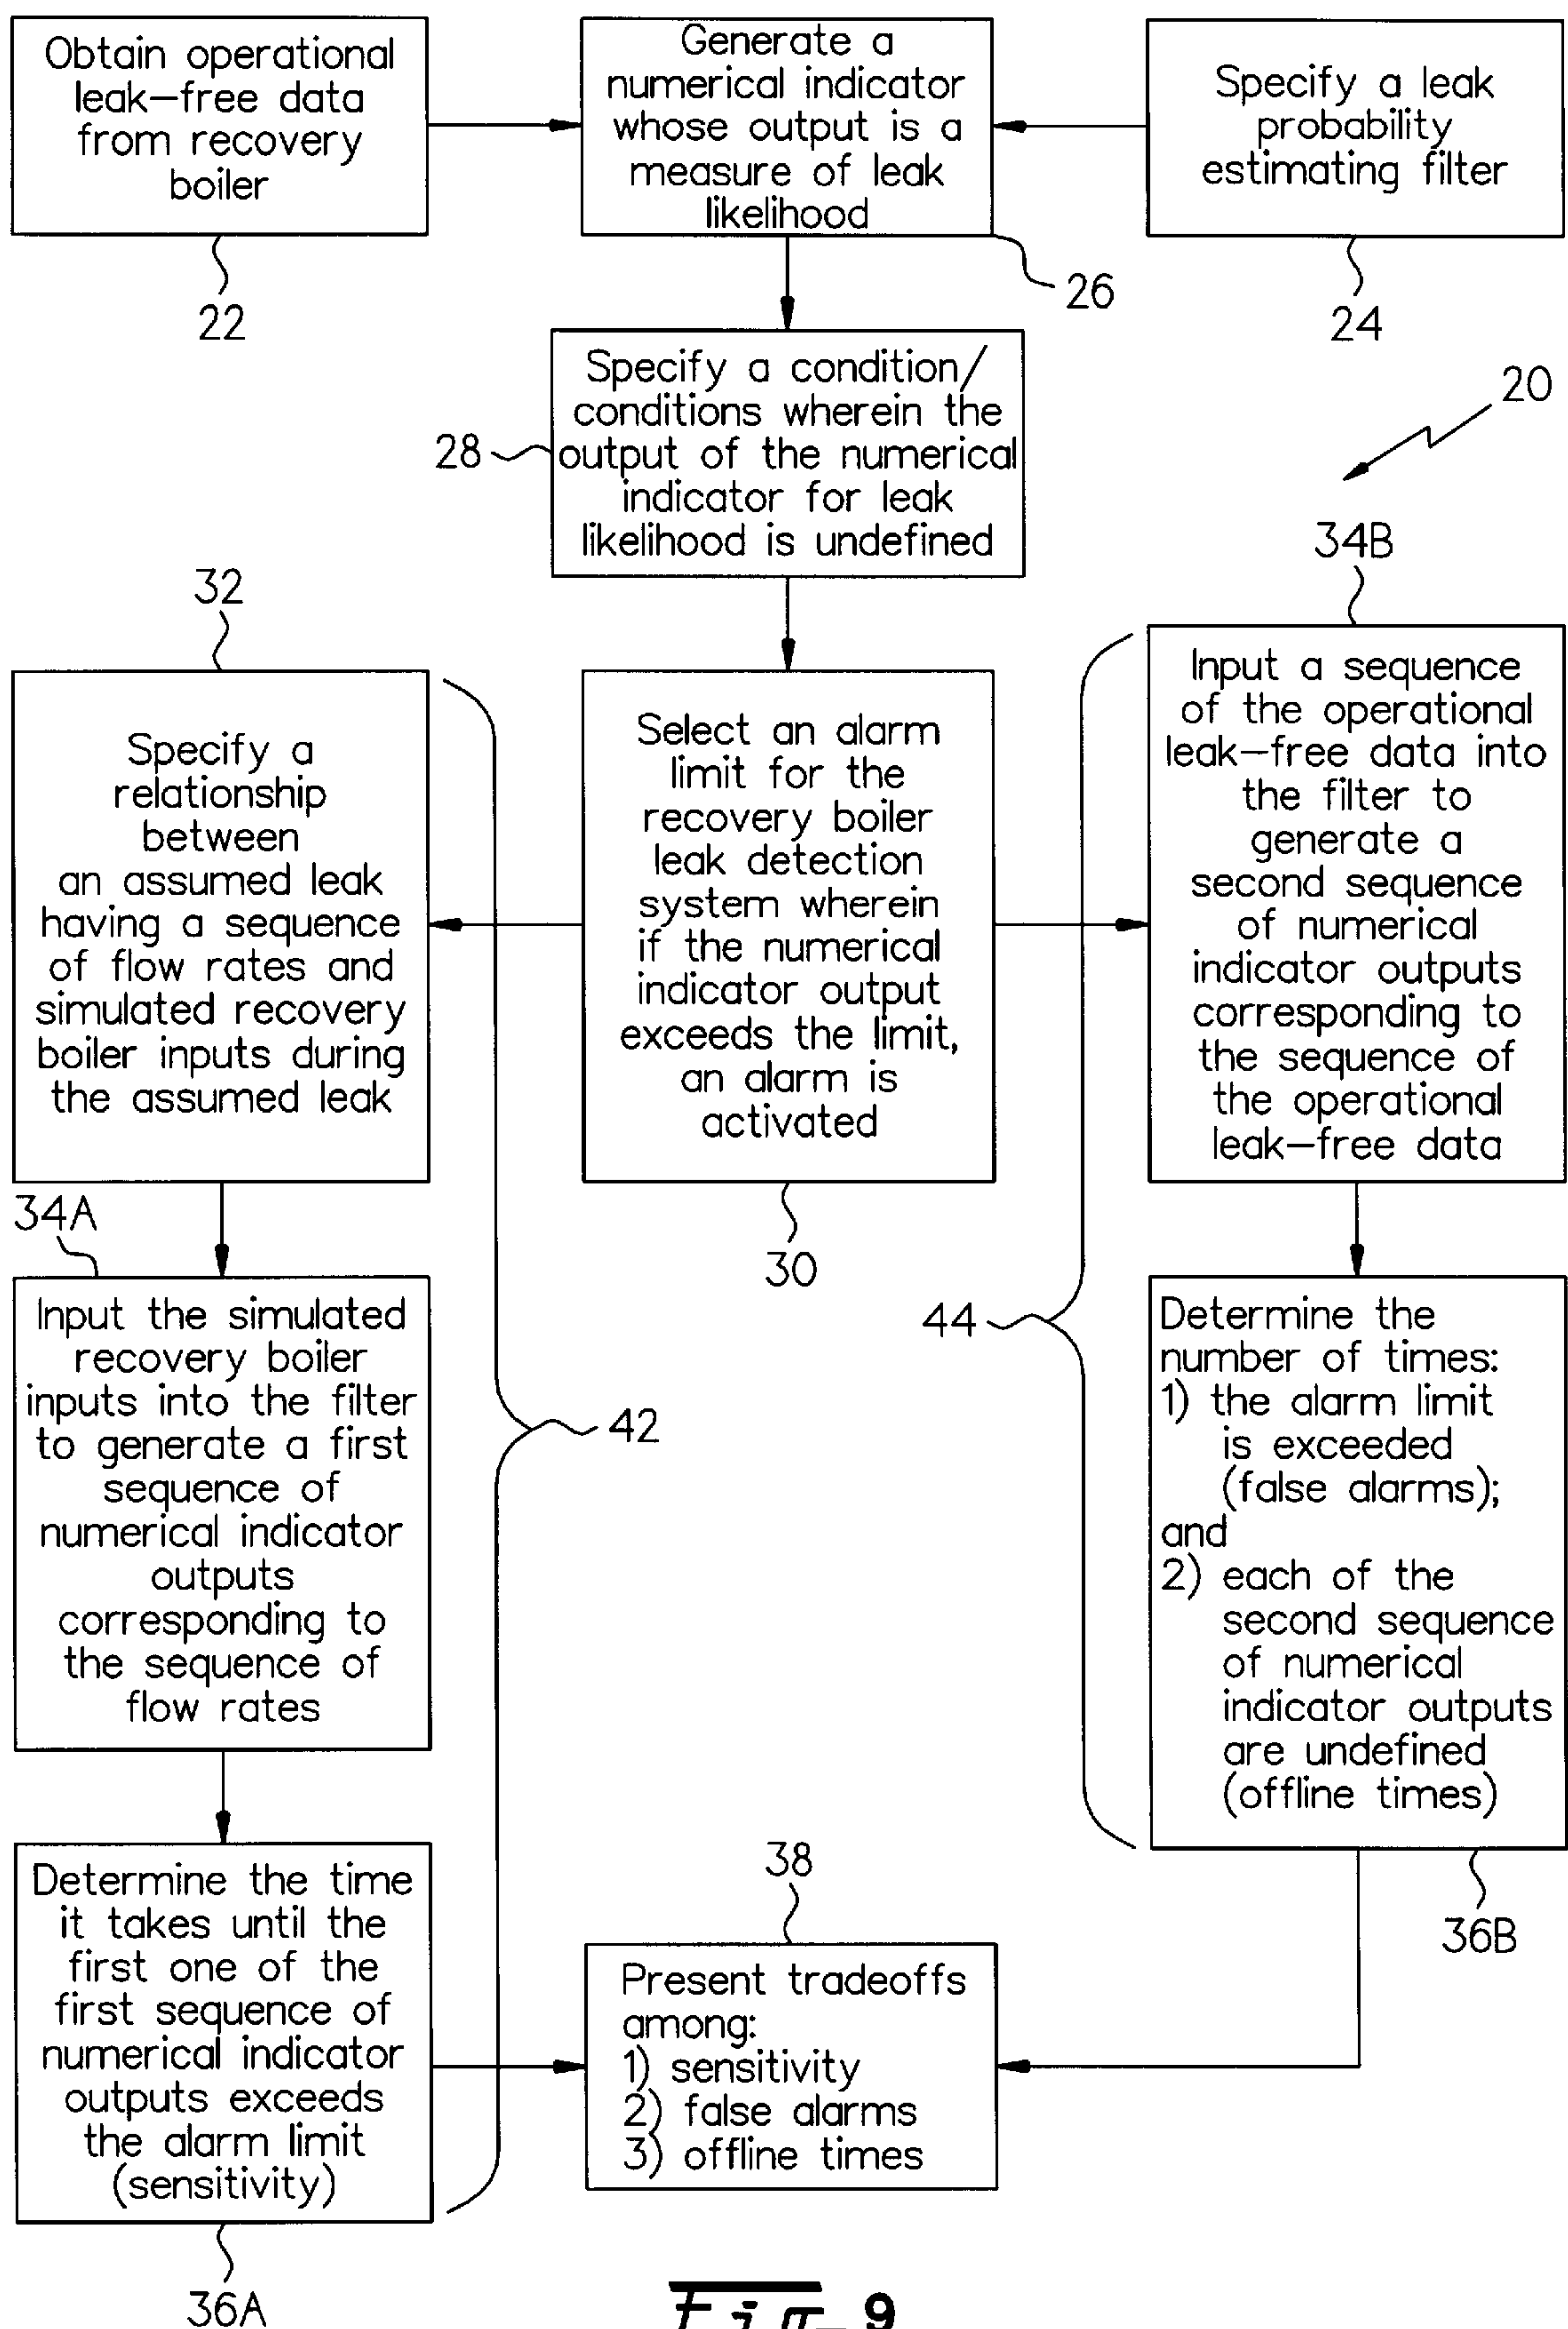 Obtain operational
leak-free data
from recovery
boiler
22
Generate a
numerical indicator
whose output is a
measure of leak
likelihood
26
Specify a leak
probability
estimating filter
24
20
Specify a condition/
conditions wherein the
output of the numerical
indicator for leak
likelihood is undefined
28
32
Specify a
relationship
between
an assumed leak
having a sequence
of flow rates and
simulated recovery
boiler inputs during
the assumed leak
Select an alarm
limit for the
recovery boiler
leak detection
system wherein
if the numerical
indicator output
exceeds the limit,
an alarm is
activated
30
34B
Input a sequence
of the operational
leak-free data into
the filter to
generate a
second sequence
of numerical
indicator outputs
corresponding to
the sequence of
the operational
leak-free data
34A
Input the simulated
recovery boiler
inputs into the filter
to generate a first
sequence of
numerical indicator
outputs
corresponding to
the sequence of
flow rates
42
44
Determine the
number of times:
1) the alarm limit
is exceeded
(false alarms);
and
2) each of the
second sequence
of numerical
indicator outputs
are undefined
(offline times)
36B
Determine the time
it takes until the
first one of the
first sequence of
numerical indicator
outputs exceeds
the alarm limit
(sensitivity)
36A
38
Present tradeoffs
among:
1) sensitivity
2) false alarms
3) offline times
Fig-9